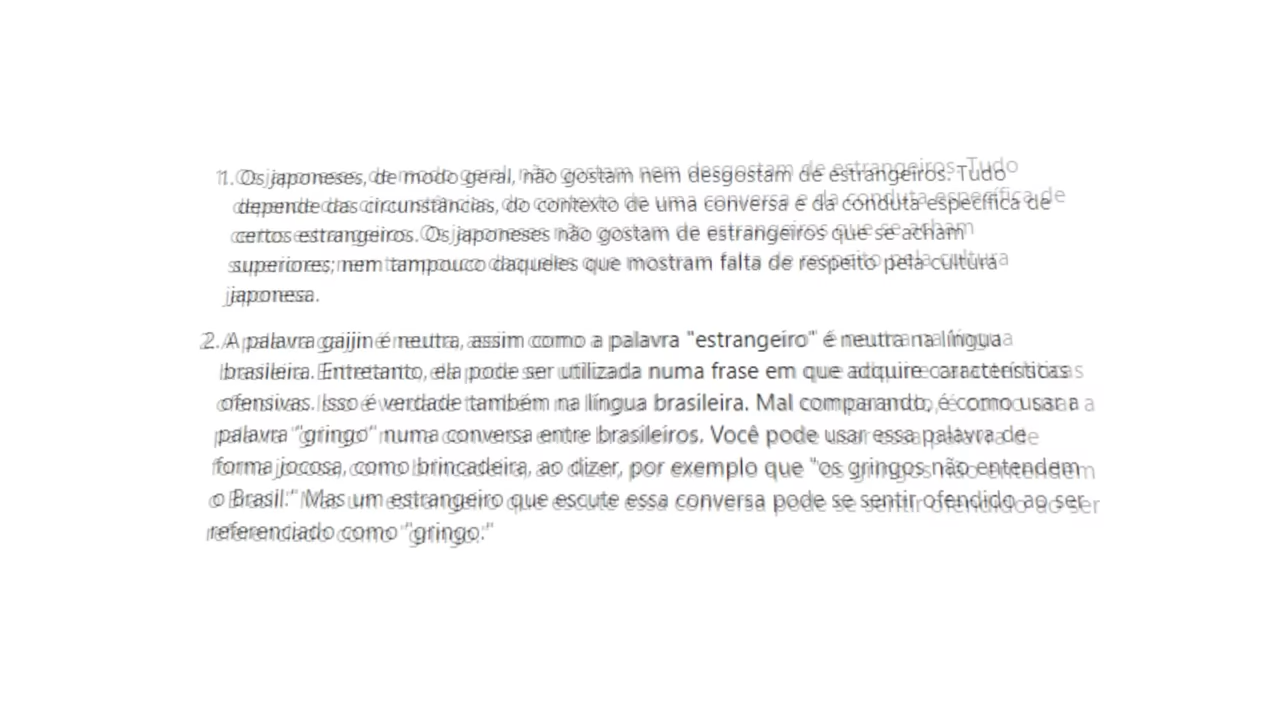 1. Os japoneses, de modo geral, não gostam nem desgostam de estrangeiros. Tudo
depende das circunstâncias, do contexto de uma conversa e da conduta específica de
certos estrangeiros. Os japoneses não gostam de estrangeiros que se acham
superiores; nem tampouco daqueles que mostram falta de respeito pela cultura
japonesa.
2. A palavra gaijin é neutra, assim como a palavra "estrangeiro" é neutra na língua
brasileira. Entretanto, ela pode ser utilizada numa frase em que adquire características
ofensivas. Isso é verdade também na língua brasileira. Mal comparando, é como usar a
palavra "gringo" numa conversa entre brasileiros. Você pode usar essa palavra de
forma jocosa, como brincadeira, ao dizer, por exemplo que "os gringos não entendem
o Brasil." Mas um estrangeiro que escute essa conversa pode se sentir ofendido ao ser
referenciado como "gringo."